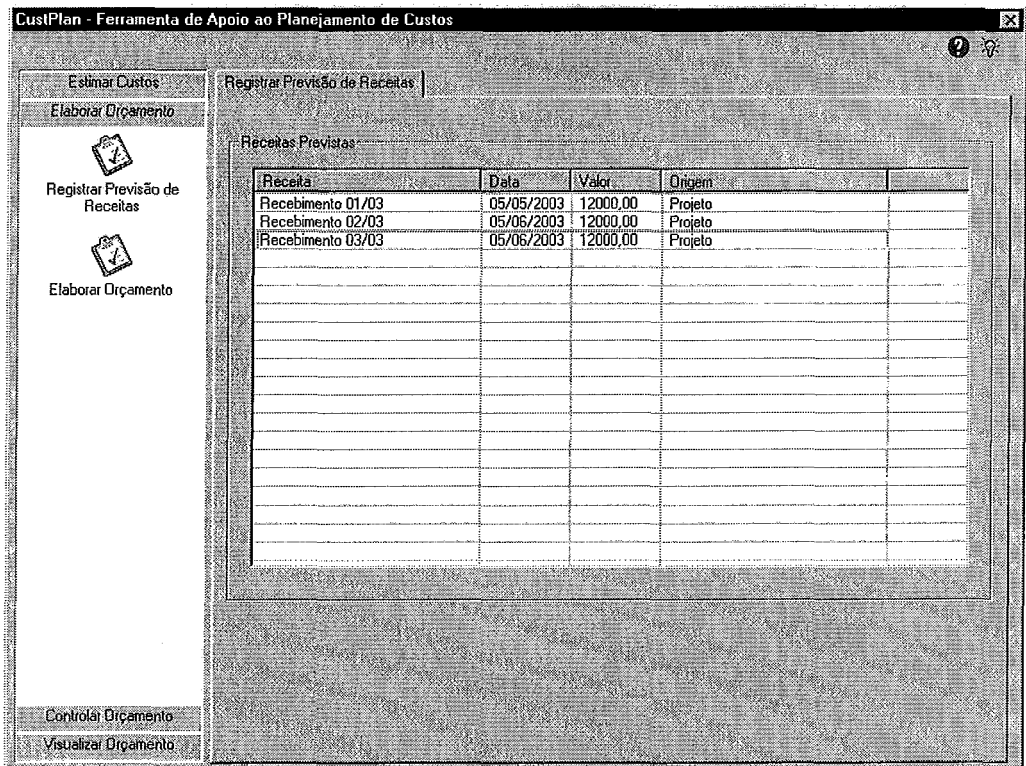 CustPlan - Ferramenta de Apoio ao Planejamento de Custos
Estimar Custos
Elaborar Orçamento
Registrar Previsão de
Receitas
Elaborar Orçamento
Controlar Orçamento
Visualizar Orçamento
Registrar Previsão de Receitas
Receitas Previstas
Receita Data Valor Origem
Recebimento 01/03 05/05/2003 12000,00 Projeto
Recebimento 02/03 05/06/2003 12000,00 Projeto
Recebimento 03/03 05/06/2003 12000,00 Projeto